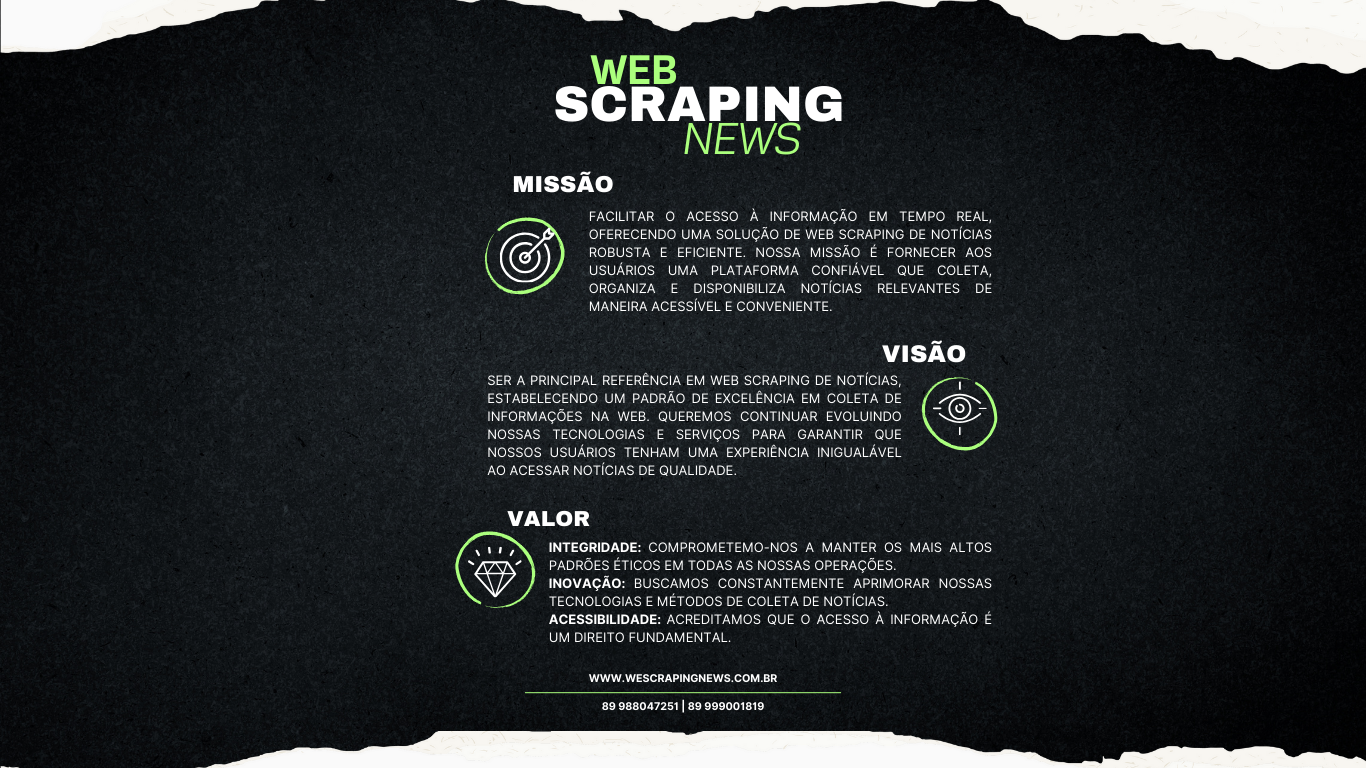 WEB
SCRAPING
NEWS
MISSÃO
FACILITAR O ACESSO À INFORMAÇÃO EM TEMPO REAL,
OFERECENDO UMA SOLUÇÃO DE WEB SCRAPING DE NOTÍCIAS
ROBUSTA E EFICIENTE. NOSSA MISSÃO É FORNECER AOS
USUÁRIOS UMA PLATAFORMA CONFIÁVEL QUE COLETA,
ORGANIZA E DISPONIBILIZA NOTÍCIAS RELEVANTES DE
MANEIRA ACESSÍVEL E CONVENIENTE.
VISÃO
SER A PRINCIPAL REFERÊNCIA EM WEB SCRAPING DE NOTÍCIAS,
ESTABELECENDO UM PADRÃO DE EXCELÊNCIA EM COLETA DE
INFORMAÇÕES NA WEB. QUEREMOS CONTINUAR EVOLUINDO
NOSSAS TECNOLOGIAS E SERVIÇOS PARA GARANTIR QUE
NOSSOS USUÁRIOS TENHAM UMA EXPERIÊNCIA INIGUALÁVEL
AO ACESSAR NOTÍCIAS DE QUALIDADE.
VALOR
INTEGRIDADE: COMPROMETEMO-NOS A MANTER OS MAIS ALTOS
PADRÕES ÉTICOS EM TODAS AS NOSSAS OPERAÇÕES.
INOVAÇÃO: BUSCAMOS CONSTANTEMENTE APRIMORAR NOSSAS
TECNOLOGIAS E MÉTODOS DE COLETA DE NOTÍCIAS.
ACESSIBILIDADE: ACREDITAMOS QUE O ACESSO À INFORMAÇÃO É
UM DIREITO FUNDAMENTAL.
WWW.WESCRAPINGNEWS.COM.BR
89 988047251 | 89 999001819